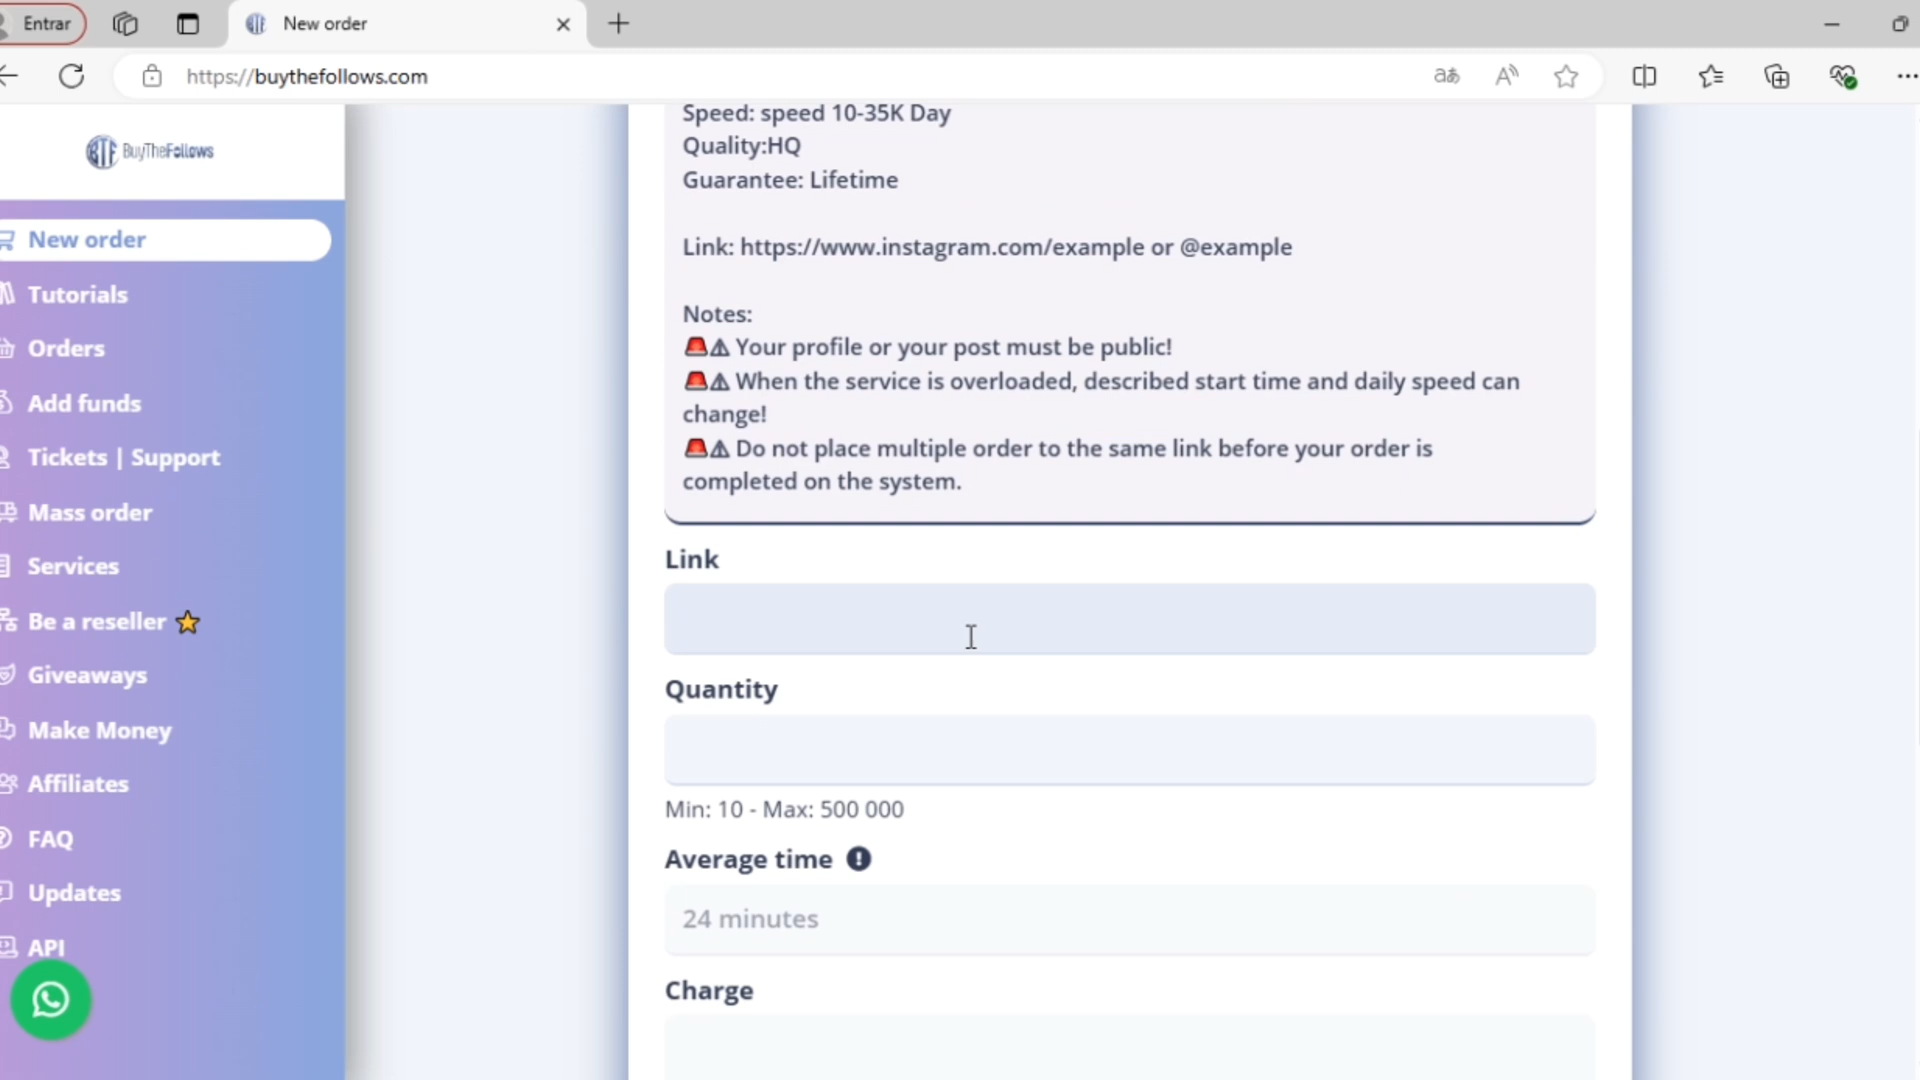 Entrar
New order
https://buythefollows.com
aあ
BTF BuyTheFollows
New order
Tutorials
Orders
Add funds
Tickets | Support
Mass order
Services
Be a reseller
Giveaways
Make Money
Affiliates
FAQ
Updates
API
Speed: speed 10-35K Day
Quality:HQ
Guarantee: Lifetime
Link: https://www.instagram.com/example or @example
Notes:
🚨⚠ Your profile or your post must be public!
🚨⚠ When the service is overloaded, described start time and daily speed can
change!
🚨⚠ Do not place multiple order to the same link before your order is
completed on the system.
Link
Quantity
Min: 10 - Max: 500 000
Average time
24 minutes
Charge